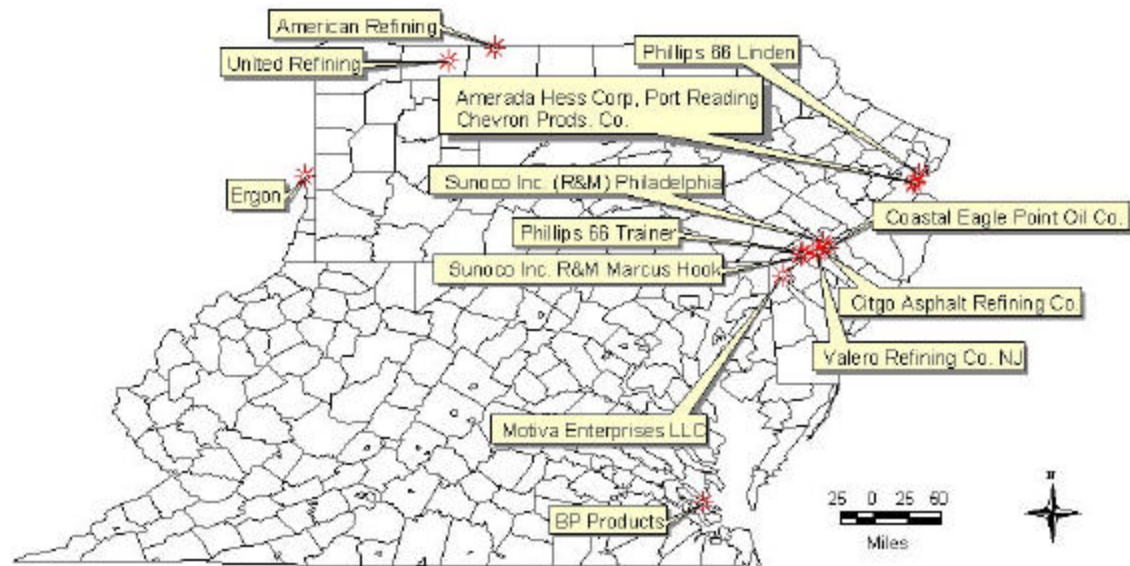 American Refining
United Refining
Phillips 66 Linden
Amerada Hess Corp, Port Reading
Chevron Prods. Co.
Ergon
Sunoco Inc. (R&M) Philadelphia
Coastal Eagle Point Oil Co.
Phillips 66 Trainer
Sunoco Inc. R&M Marcus Hook
Citgo Asphalt Refining Co.
Valero Refining Co. NJ
Motiva Enterprises LLC
BP Products
25 0 25 50
Miles
N